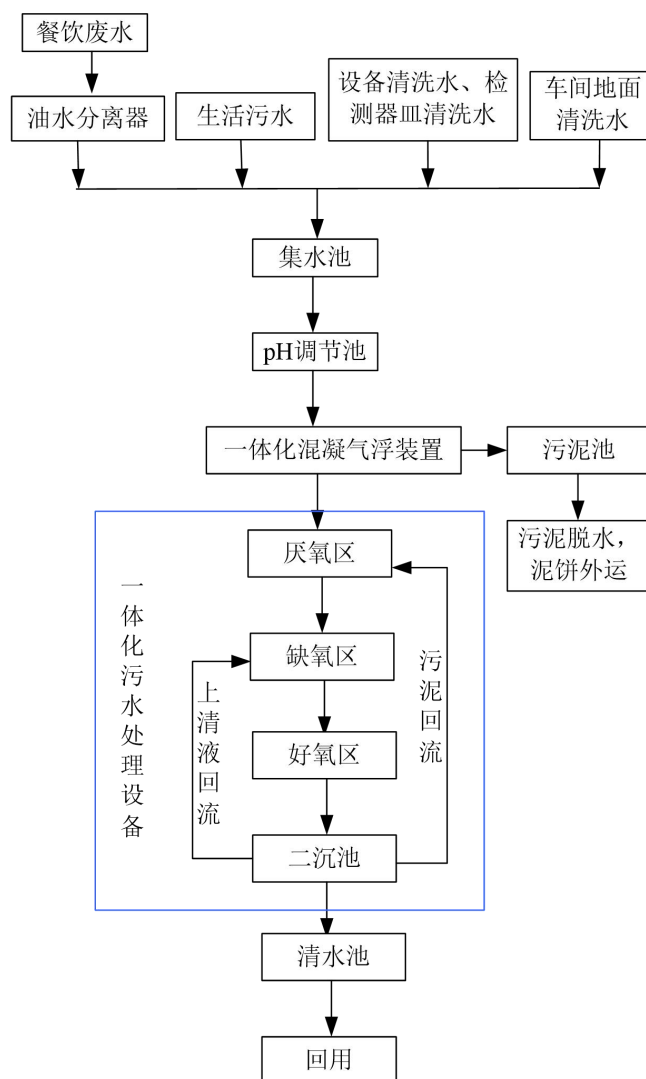 餐饮废水
油水分离器
生活污水
设备清洗水、检
测器皿清洗水
车间地面
清洗水
集水池
pH调节池
一体化混凝气浮装置
污泥池
污泥脱水，
泥饼外运
一体化污水处理设备
厌氧区
缺氧区
上清液回流
污泥回流
好氧区
二沉池
清水池
回用